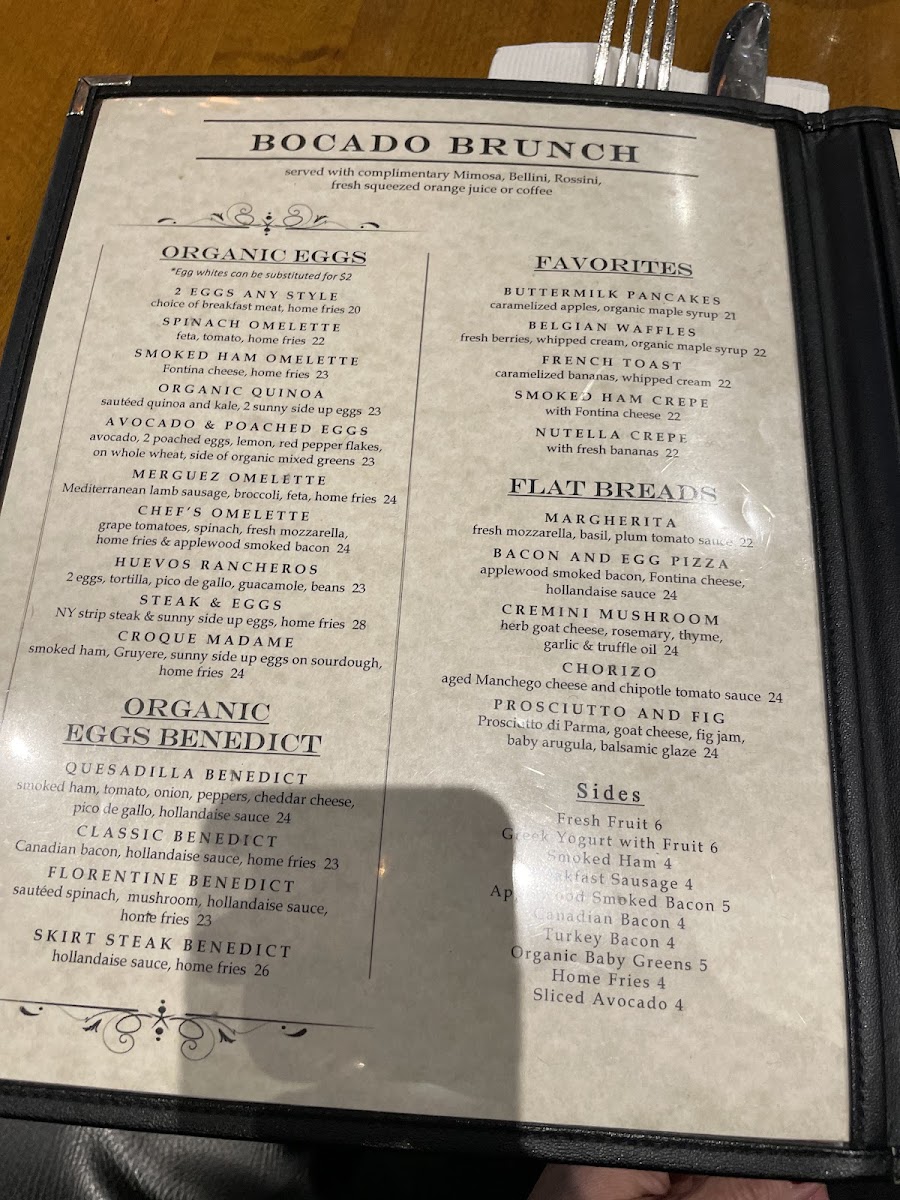 BOCADO BRUNCH
served with complimentary Mimosa, Bellini, Rossini,
fresh squeezed orange juice or coffee
ORGANIC EGGS
*Egg whites can be substituted for $2
2 EGGS ANY STYLE
choice of breakfast meat, home fries 20
SPINACH OMELETTE
feta, tomato, home fries 22
SMOKED HAM OMELETTE
Fontina cheese, home fries 23
ORGANIC QUINOA
sautéed quinoa and kale, 2 sunny side up eggs 23
AVOCADO & POACHED EGGS
avocado, 2 poached eggs, lemon, red pepper flakes,
on whole wheat, side of organic mixed greens 23
MERGUEZ OMELETTE
Mediterranean lamb sausage, broccoli, feta, home fries 24
CHEF'S OMELETTE
grape tomatoes, spinach, fresh mozzarella,
home fries & applewood smoked bacon 24
HUEVOS RANCHEROS
2 eggs, tortilla, pico de gallo, guacamole, beans 23
STEAK & EGGS
NY strip steak & sunny side up eggs, home fries 28
CROQUE MADAME
smoked ham, Gruyere, sunny side up eggs on sourdough,
home fries 24
ORGANIC
EGGS BENEDICT
QUESADILLA BENEDICT
smoked ham, tomato, onion, peppers, cheddar cheese,
pico de gallo, hollandaise sauce 24
CLASSIC BENEDICT
Canadian bacon, hollandaise sauce, home fries 23
FLORENTINE BENEDICT
sautéed spinach, mushroom, hollandaise sauce,
home fries 23
SKIRT STEAK BENEDICT
hollandaise sauce, home fries 26
FAVORITES
BUTTERMILK PANCAKES
caramelized apples, organic maple syrup 21
BELGIAN WAFFLES
fresh berries, whipped cream, organic maple syrup 22
FRENCH TOAST
caramelized bananas, whipped cream 22
SMOKED HAM CREPE
with Fontina cheese 22
NUTELLA CREPE
with fresh bananas 22
FLAT BREADS
MARGHERITA
fresh mozzarella, basil, plum tomato sauce 22
BACON AND EGG PIZZA
applewood smoked bacon, Fontina cheese,
hollandaise sauce 24
CREMINI MUSHROOM
herb goat cheese, rosemary, thyme,
garlic & truffle oil 24
CHORIZO
aged Manchego cheese and chipotle tomato sauce 24
PROSCIUTTO AND FIG
Prosciutto di Parma, goat cheese, fig jam,
baby arugula, balsamic glaze 24
Sides
Fresh Fruit 6
Greek Yogurt with Fruit 6
Smoked Ham 4
Sausage 4
Smoked Bacon 5
Canadian Bacon 4
Turkey Bacon 4
Organic Baby Greens 5
Home Fries 4
Sliced Avocado 4